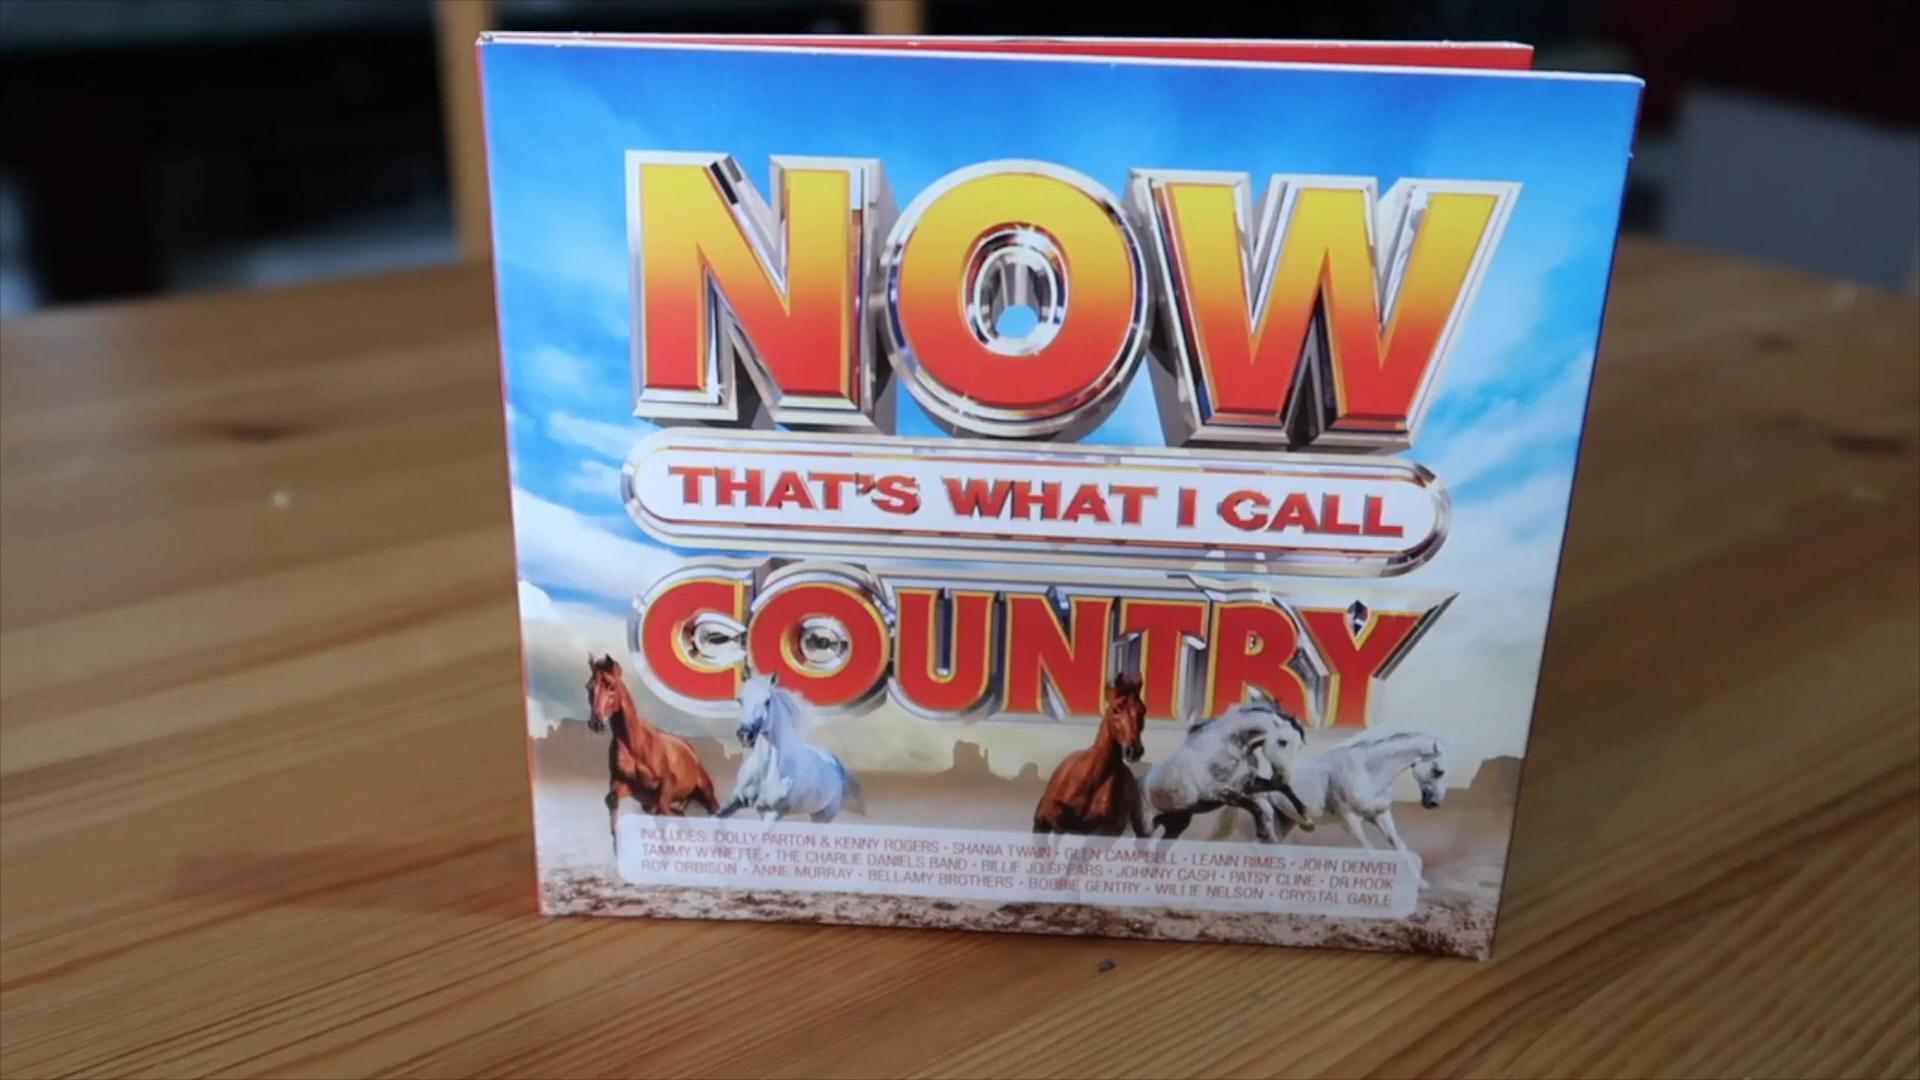 NOW
THAT'S WHAT I CALL
COUNTRY
INCLUDES: DOLLY PARTON & KENNY ROGERS • SHANIA TWAIN • GLEN CAMPBELL • LEANN RIMES • JOHN DENVER
TAMMY WYNETTE • THE CHARLIE DANIELS BAND • BILLIE JO SPEARS • JOHNNY CASH • PATSY CLINE • DR. HOOK
ROY ORBISON • ANNE MURRAY • BELLAMY BROTHERS • BOBBIE GENTRY • WILLIE NELSON • CRYSTAL GAYLE